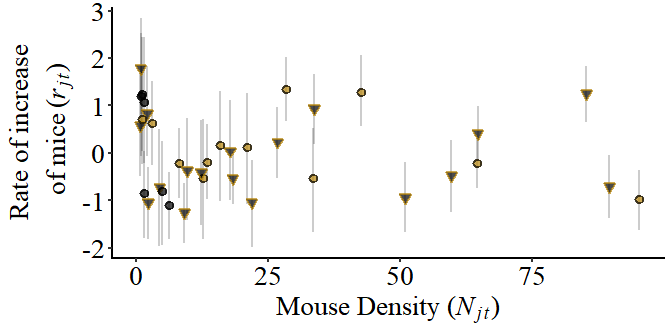 Rate of increase
of mice (r_jt)
3
2
1
0
-1
-2
0 25 50 75
Mouse Density (N_jt)